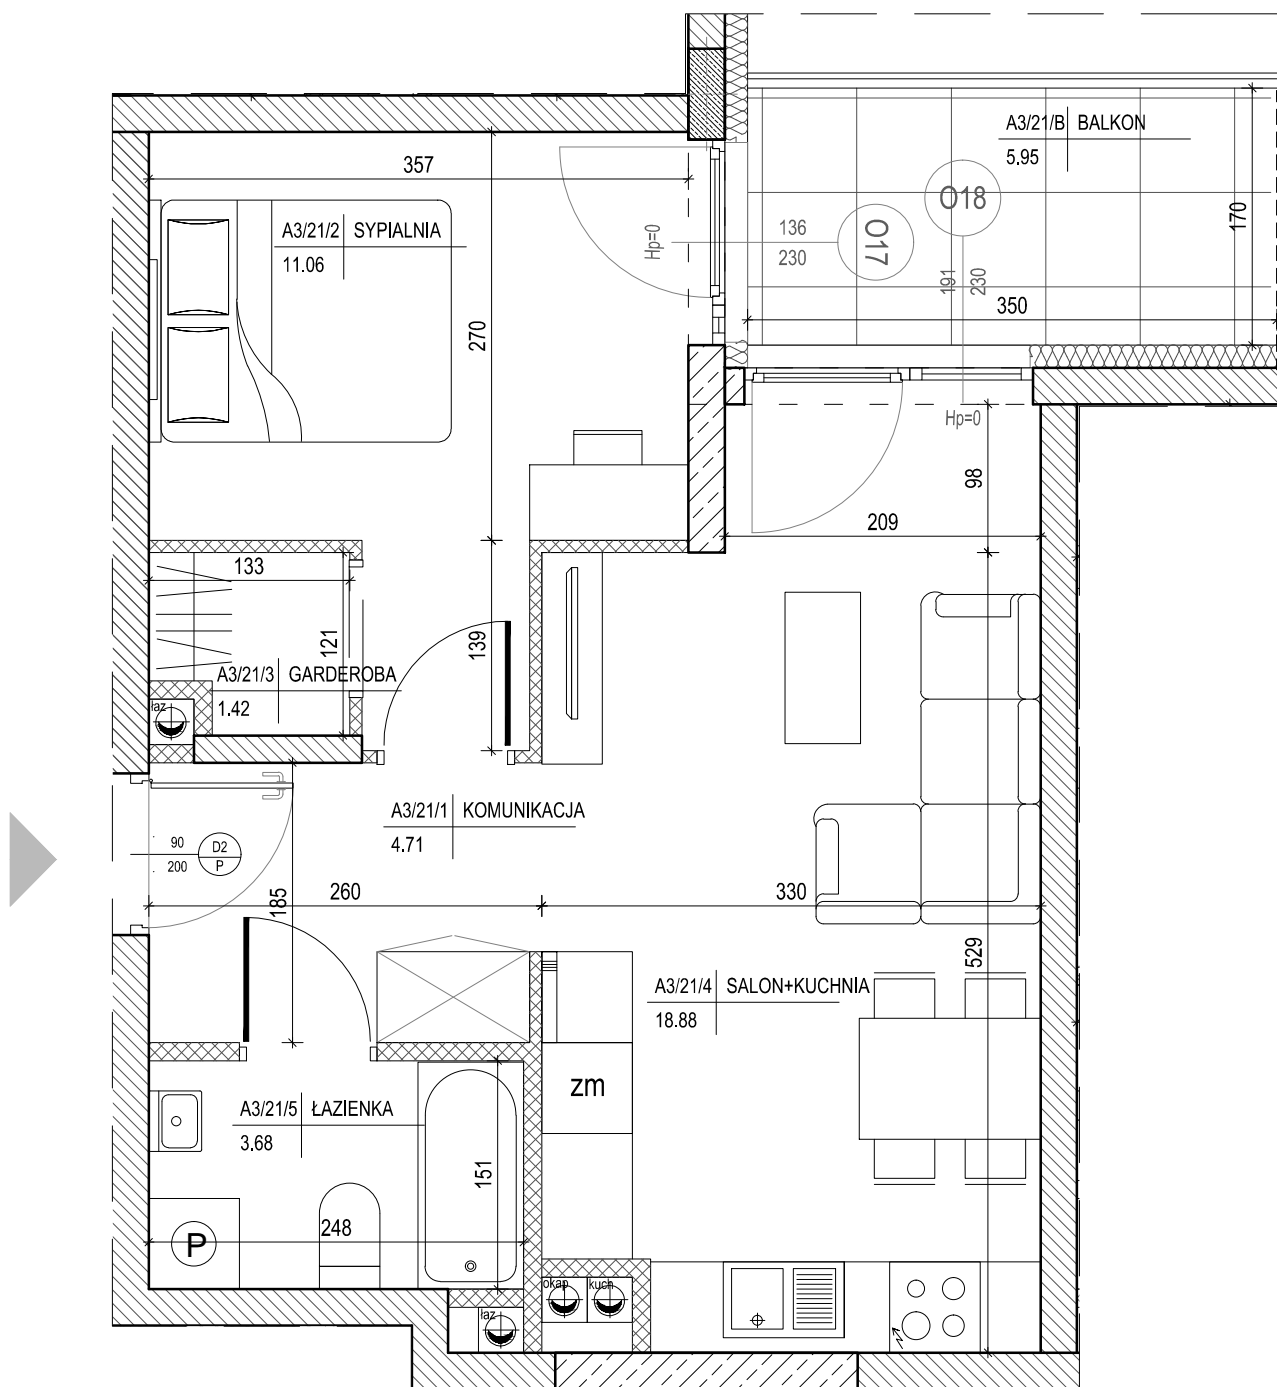 A3/21/B BALKON
5.95
357
170
O18
A3/21/2 SYPIALNIA
11.06
136
230
O17
Hp=0
191
230
350
270
Hp=0
98
209
133
121
139
A3/21/3 GARDEROBA
1.42
łaz
A3/21/1 KOMUNIKACJA
4.71
90
200
D2
P
260
185
330
529
A3/21/4 SALON+KUCHNIA
18.88
zm
A3/21/5 ŁAZIENKA
3.68
151
248
P
okap
kuch
łaz